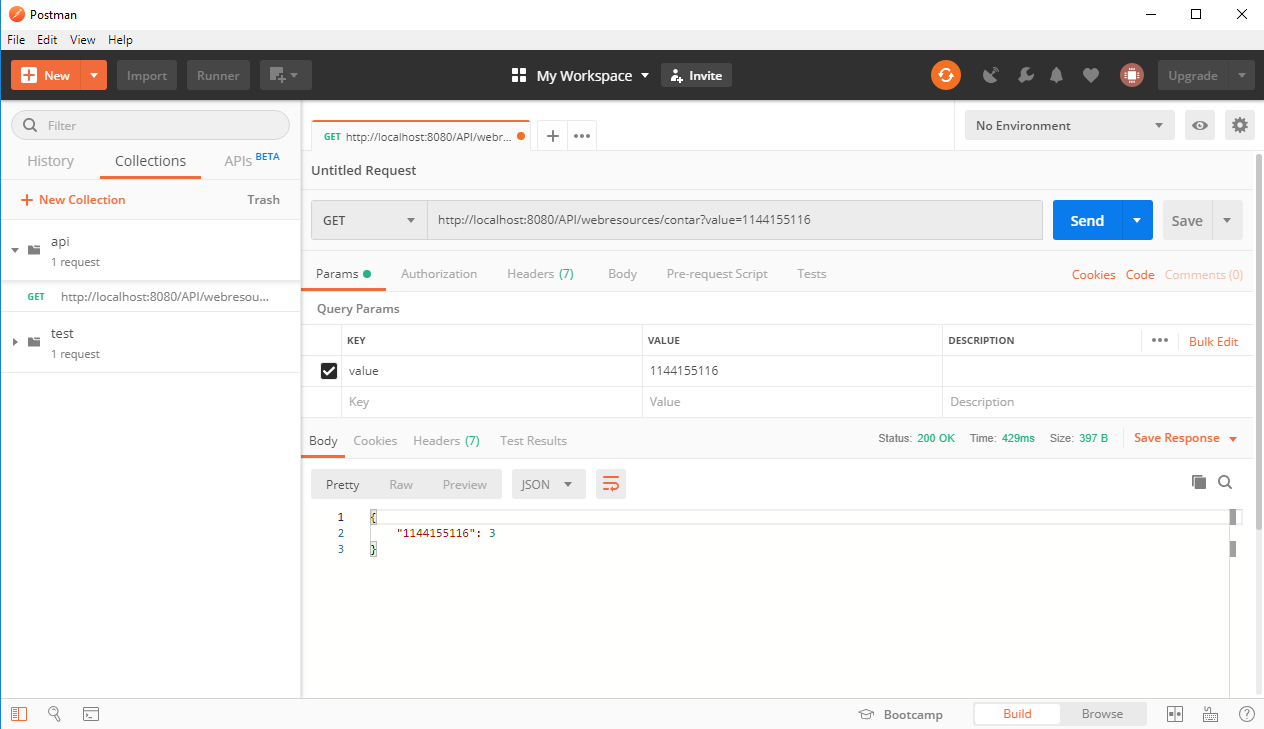 Postman
File Edit View Help
New Import Runner My Workspace Invite Upgrade
Filter
History Collections APIs BETA
New Collection Trash
api
1 request
GET http://localhost:8080/API/webresou...
test
1 request
GET http://localhost:8080/API/webr...
No Environment
Untitled Request
GET http://localhost:8080/API/webresources/contar?value=1144155116 Send Save
Params Authorization Headers (7) Body Pre-request Script Tests Cookies Code Comments (0)
Query Params
KEY VALUE DESCRIPTION ••• Bulk Edit
value 1144155116
Key Value Description
Body Cookies Headers (7) Test Results Status: 200 OK Time: 429ms Size: 397 B Save Response
Pretty Raw Preview JSON
1 {
2 "1144155116": 3
3 }
Bootcamp Build Browse